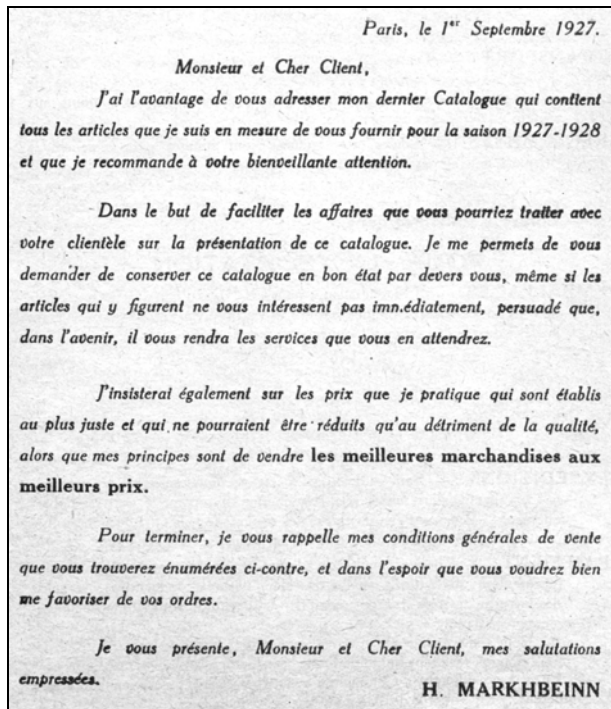 Paris, le 1er Septembre 1927.
Monsieur et Cher Client,
J'ai l'avantage de vous adresser mon dernier Catalogue qui contient
tous les articles que je suis en mesure de vous fournir pour la saison 1927-1928
et que je recommande à votre bienveillante attention.
Dans le but de faciliter les affaires que vous pourriez traiter avec
votre clientèle sur la présentation de ce catalogue. Je me permets de vous
demander de conserver ce catalogue en bon état par devers vous, même si les
articles qui y figurent ne vous intéressent pas imn.édiatement, persuadé que,
dans l'avenir, il vous rendra les services que vous en attendrez.
J'insisterai également sur les prix que je pratique qui sont établis
au plus juste et qui ne pourraient être réduits qu'au détriment de la qualité,
alors que mes principes sont de vendre les meilleures marchandises aux
meilleurs prix.
Pour terminer, je vous rappelle mes conditions générales de vente
que vous trouverez énumérées ci-contre, et dans l'espoir que vous voudrez bien
me favoriser de vos ordres.
Je vous présente, Monsieur et Cher Client, mes salutations
empressées.
H. MARKHBEINN